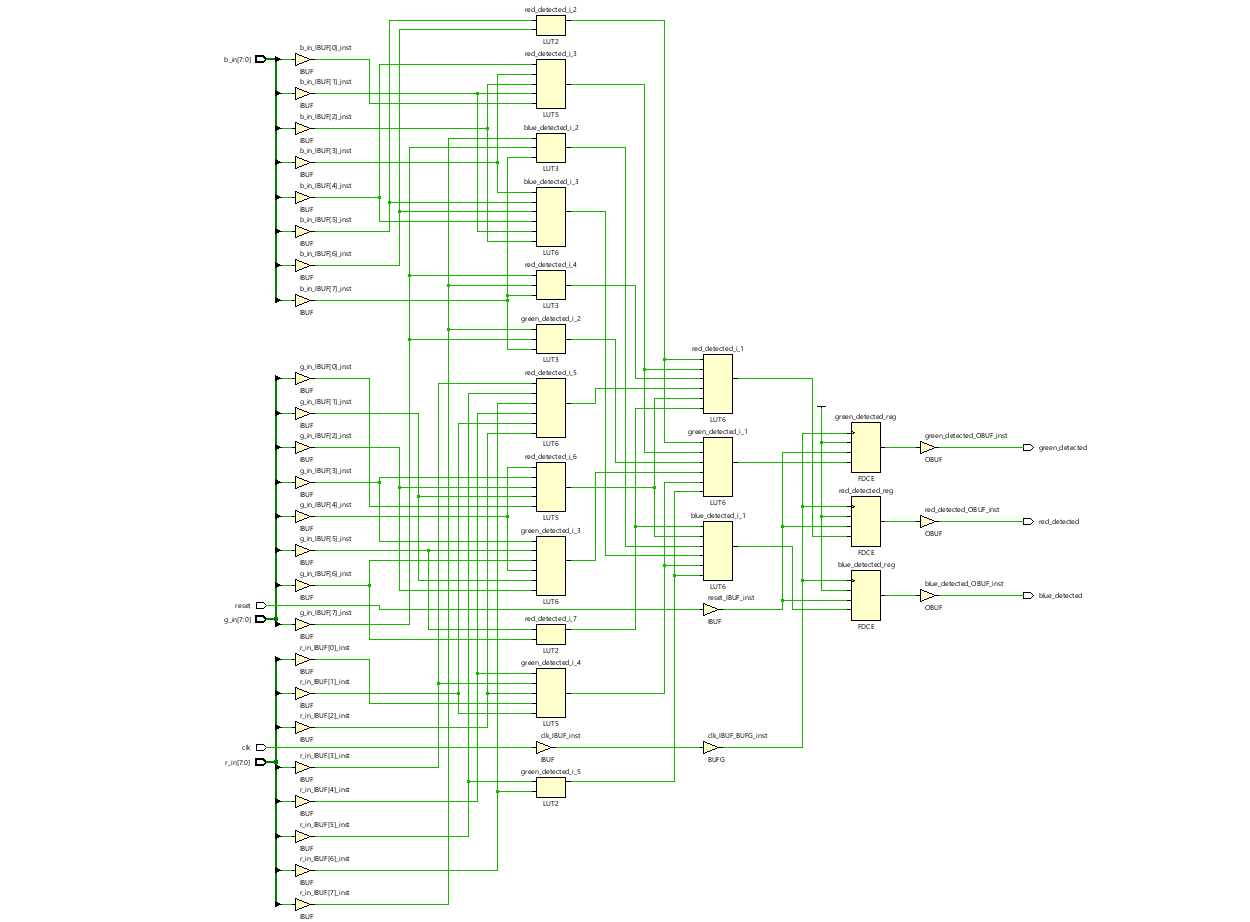 b_in[7:0]
b_in_IBUF[0]_inst
IBUF
b_in_IBUF[1]_inst
IBUF
b_in_IBUF[2]_inst
IBUF
b_in_IBUF[3]_inst
IBUF
b_in_IBUF[4]_inst
IBUF
b_in_IBUF[5]_inst
IBUF
b_in_IBUF[6]_inst
IBUF
b_in_IBUF[7]_inst
IBUF
g_in_IBUF[0]_inst
IBUF
g_in_IBUF[1]_inst
IBUF
g_in_IBUF[2]_inst
IBUF
g_in_IBUF[3]_inst
IBUF
g_in_IBUF[4]_inst
IBUF
g_in_IBUF[5]_inst
IBUF
g_in_IBUF[6]_inst
IBUF
reset
g_in[7:0]
g_in_IBUF[7]_inst
IBUF
r_in_IBUF[0]_inst
IBUF
r_in_IBUF[1]_inst
IBUF
r_in_IBUF[2]_inst
IBUF
clk
r_in[7:0]
r_in_IBUF[3]_inst
IBUF
r_in_IBUF[4]_inst
IBUF
r_in_IBUF[5]_inst
IBUF
r_in_IBUF[6]_inst
IBUF
r_in_IBUF[7]_inst
IBUF
red_detected_i_2
LUT2
red_detected_i_3
LUT5
blue_detected_i_2
LUT3
blue_detected_i_3
LUT6
red_detected_i_4
LUT3
green_detected_i_2
LUT3
red_detected_i_5
LUT6
red_detected_i_6
LUT5
green_detected_i_3
LUT6
red_detected_i_7
LUT2
green_detected_i_4
LUT5
clk_IBUF_inst
IBUF
green_detected_i_5
LUT2
red_detected_i_1
LUT6
green_detected_i_1
LUT6
blue_detected_i_1
LUT6
reset_IBUF_inst
IBUF
clk_IBUF_BUFG_inst
BUFG
green_detected_reg
FDCE
red_detected_reg
FDCE
blue_detected_reg
FDCE
green_detected_OBUF_inst
OBUF
red_detected_OBUF_inst
OBUF
blue_detected_OBUF_inst
OBUF
green_detected
red_detected
blue_detected